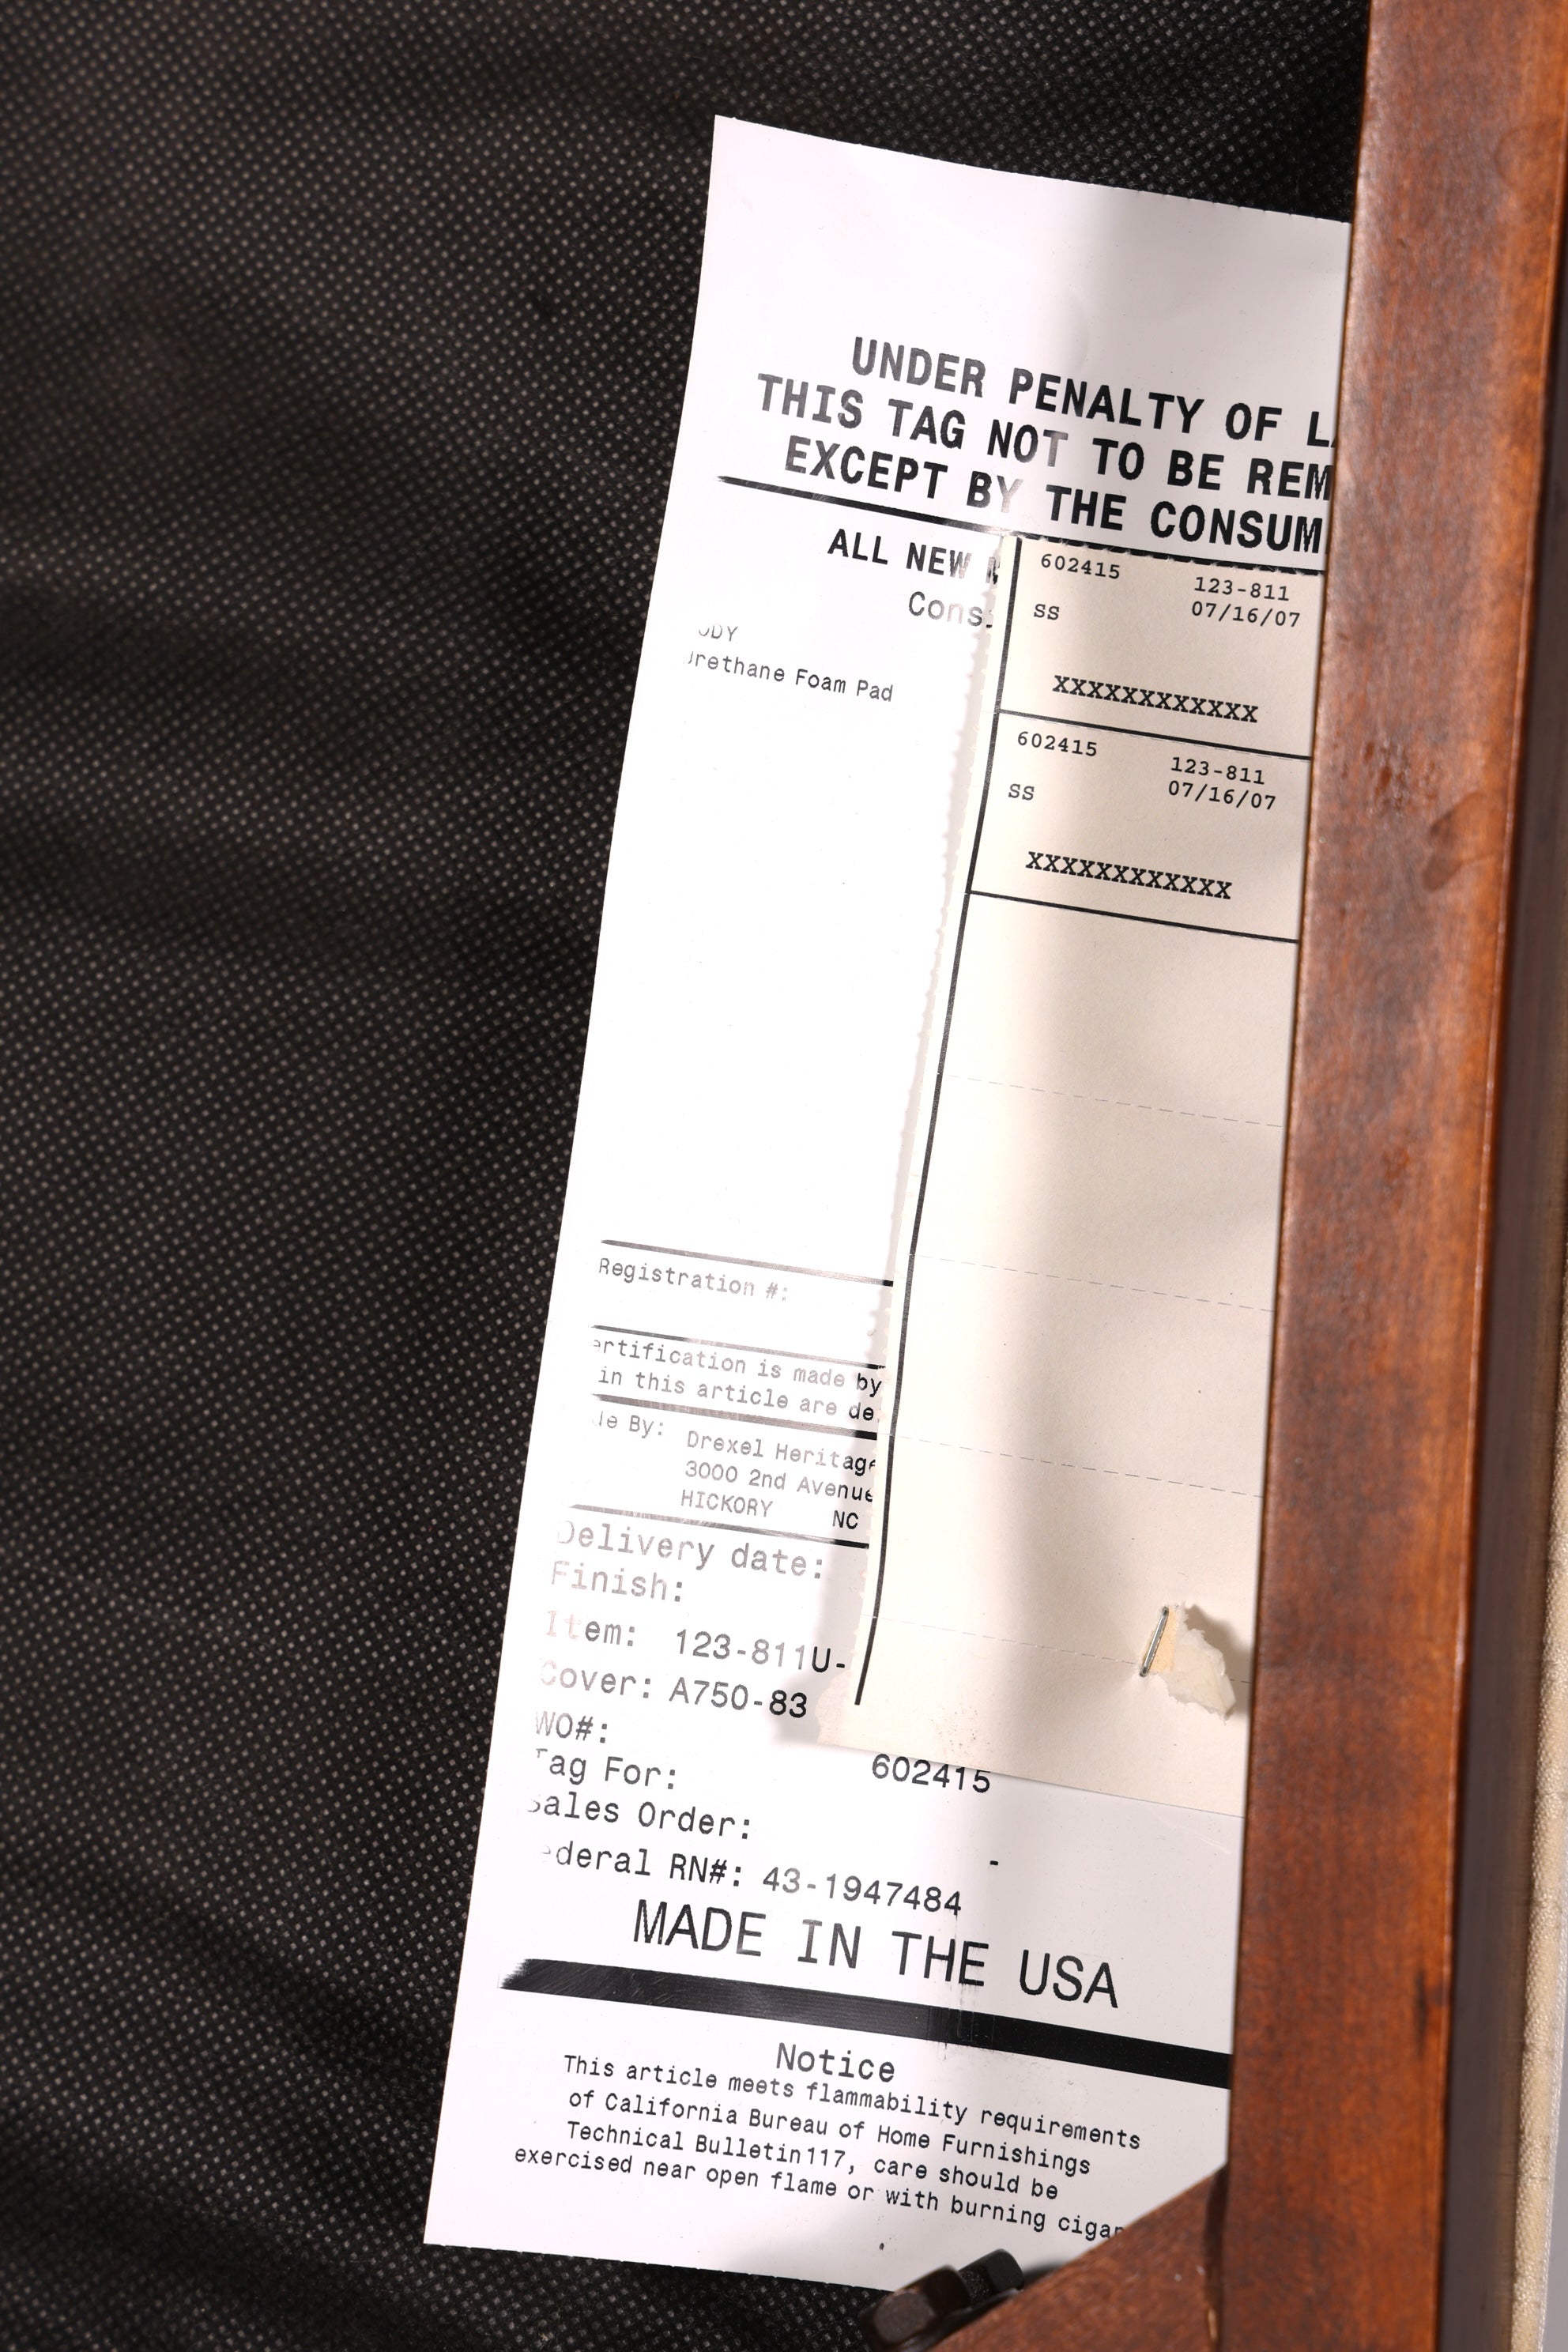 UNDER PENALTY OF
THIS TAG NOT TO BE REM
EXCEPT BY THE CONSUM
ALL NEW
Cons
Urethane Foam Pad
602415 123-811
SS 07/16/07
XXXXXXXXXXXX
602415 123-811
SS 07/16/07
XXXXXXXXXXXX
Registration #:
ertification is made by
in this article are de
de By: Drexel Heritage
3000 2nd Avenue
HICKORY NC
Delivery date:
Finish:
Item: 123-811U-
Cover: A750-83
WO#:
602415
Tag For:
Sales Order:
-
ederal RN#: 43-1947484
MADE IN THE USA
Notice
This article meets flammability requirements
of California Bureau of Home Furnishings
Technical Bulletin117, care should be
exercised near open flame or with burning cigar